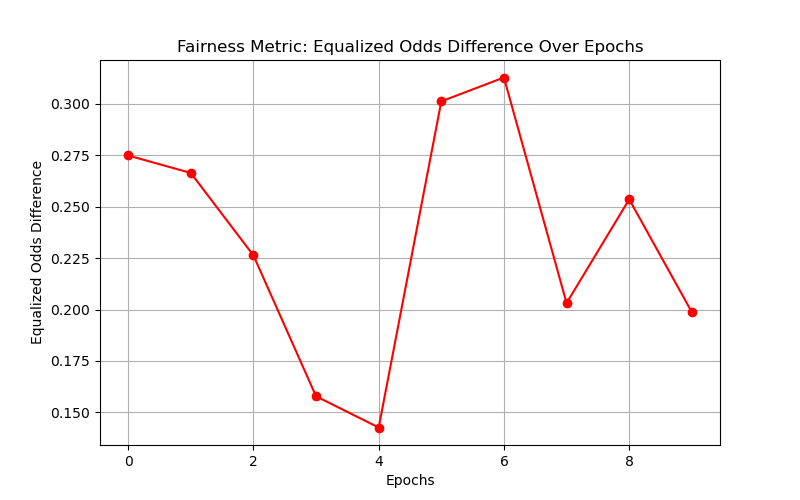 Fairness Metric: Equalized Odds Difference Over Epochs
Equalized Odds Difference
0.300
0.275
0.250
0.225
0.200
0.175
0.150
0 2 4 6 8
Epochs